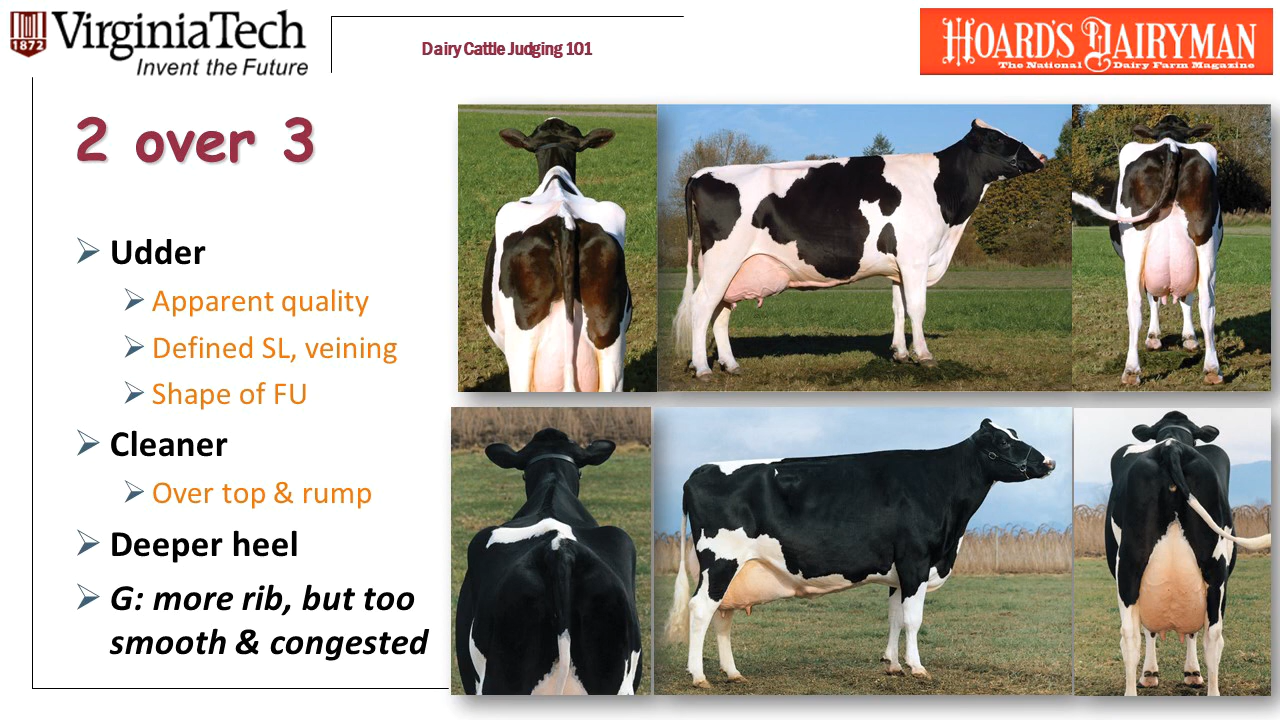 1872
VirginiaTech
Invent the Future
Dairy Cattle Judging 101
HOARD'S DAIRYMAN
The National Dairy Farm Magazine
2 over 3
Udder
Apparent quality
Defined SL, veining
Shape of FU
Cleaner
Over top & rump
Deeper heel
G: more rib, but too
smooth & congested